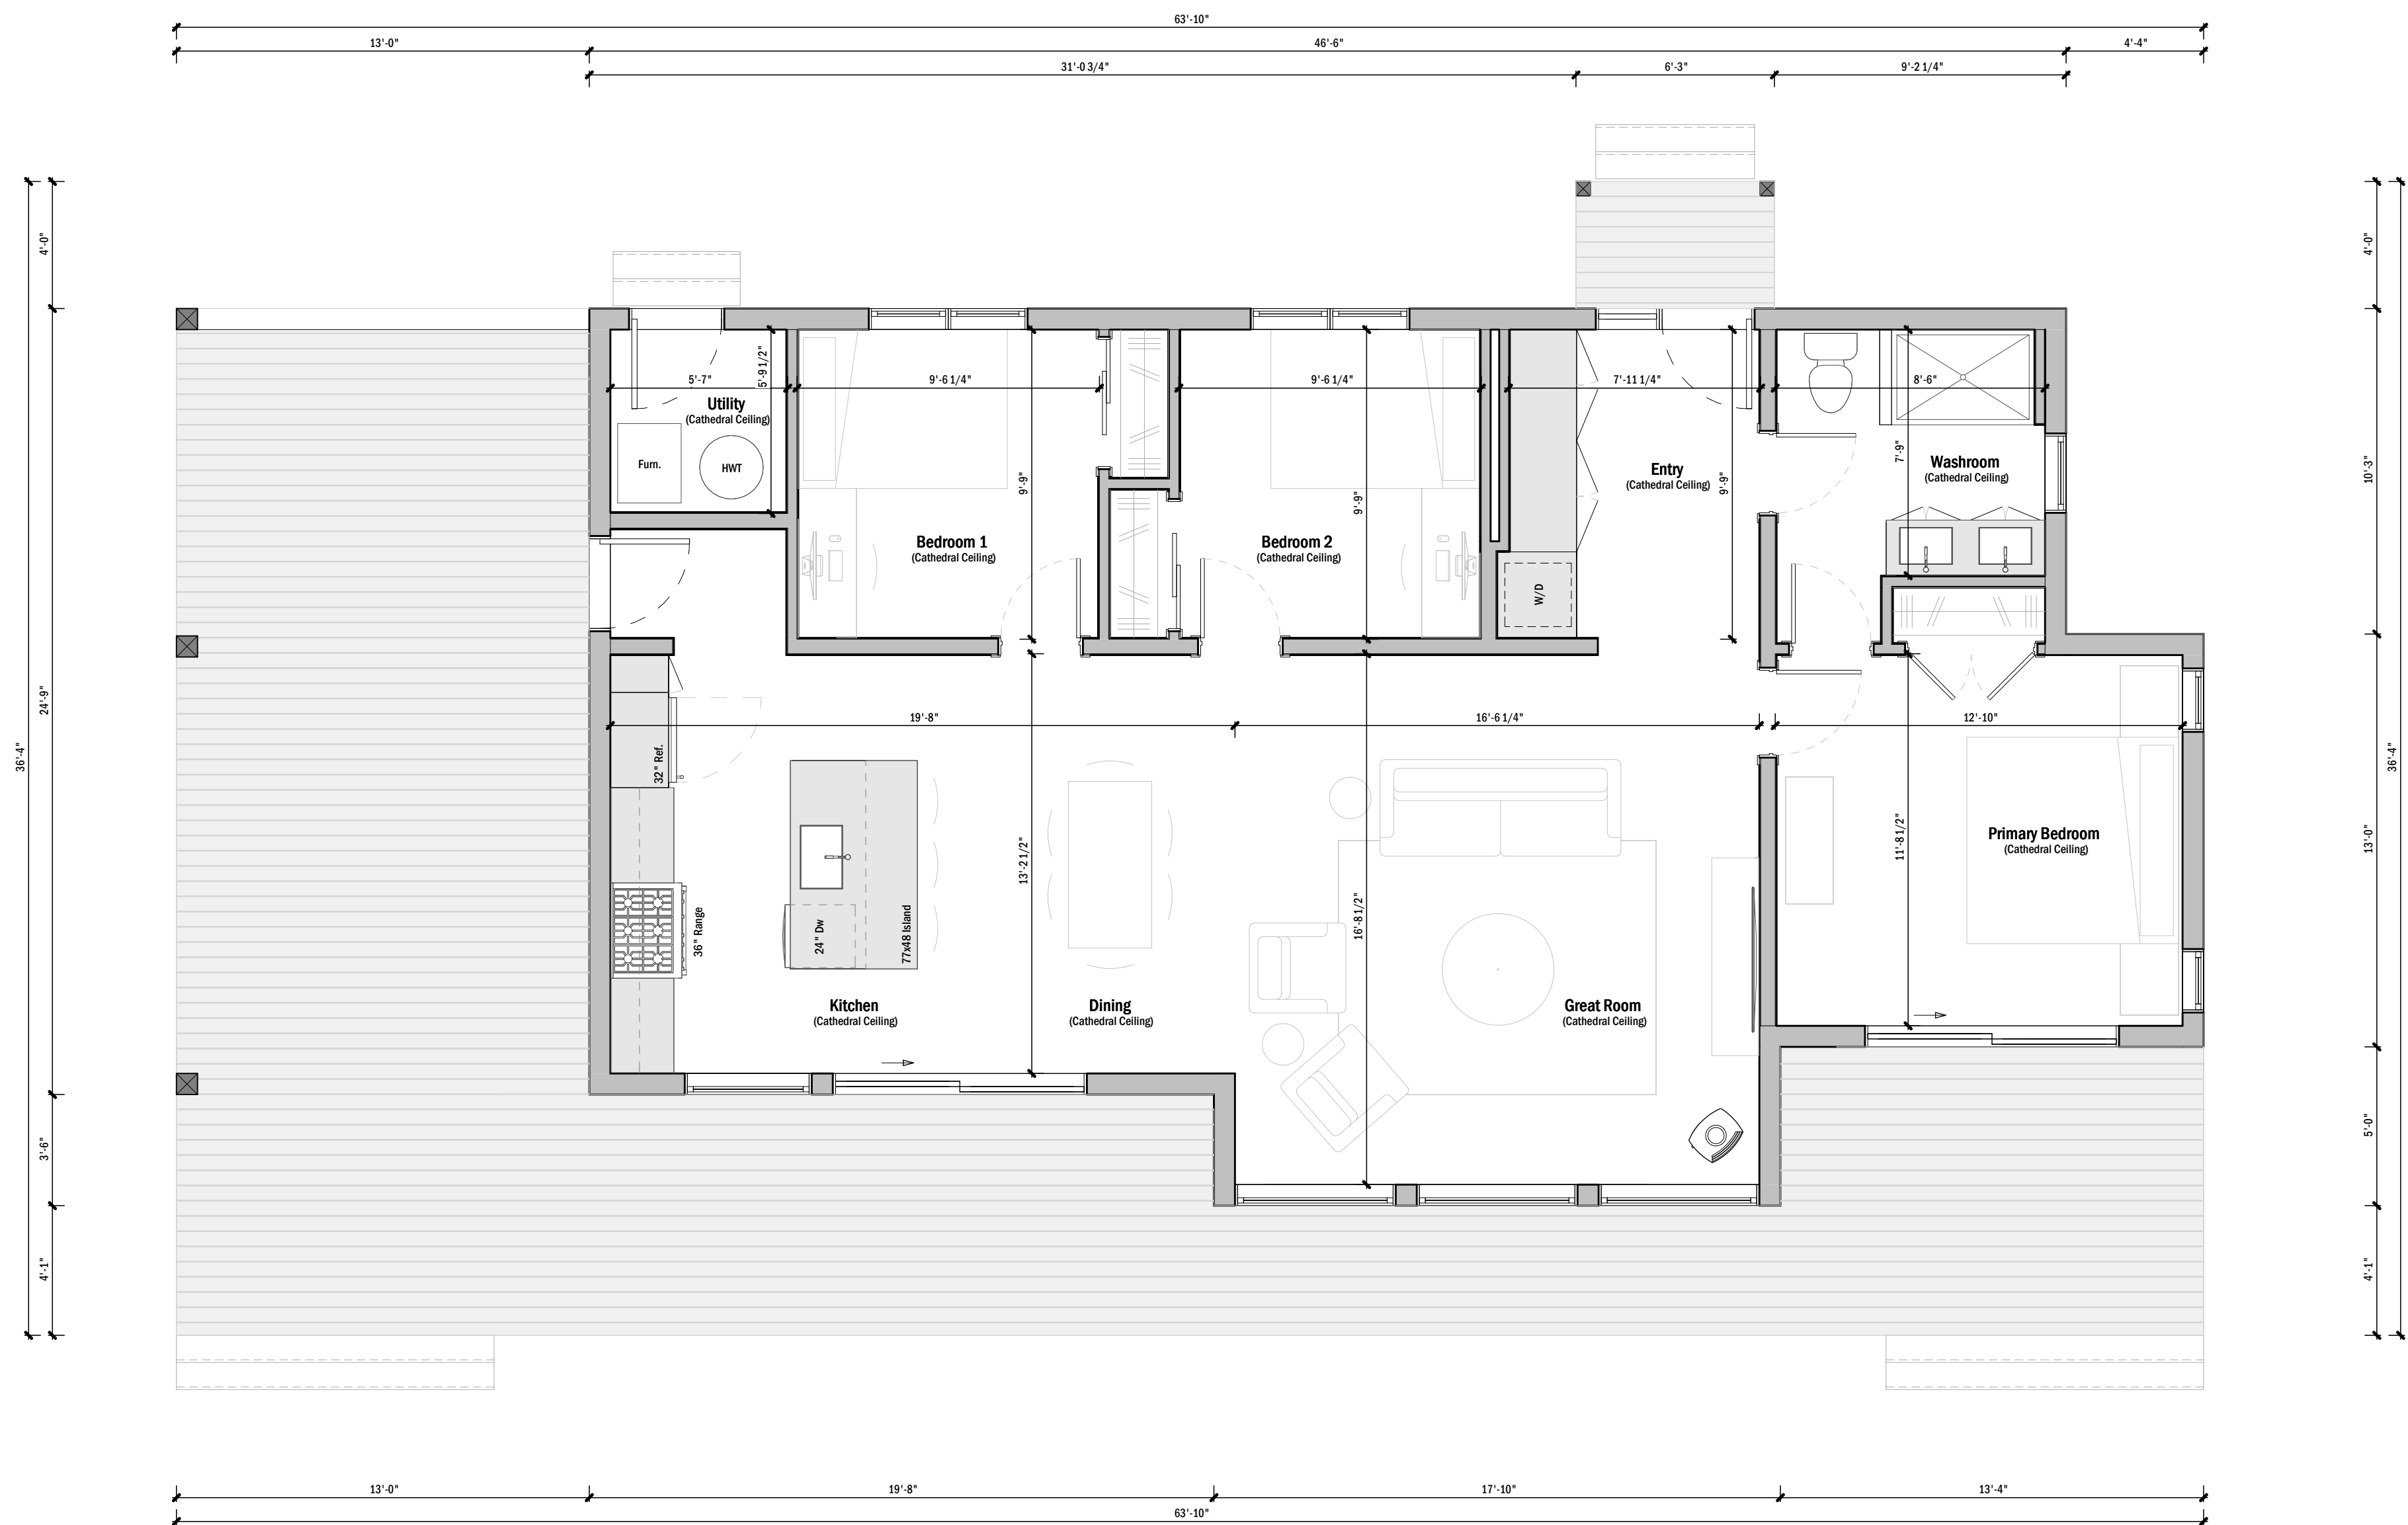 63'-10"
13'-0"
46'-6"
4'-4"
31'-0 3/4"
6'-3"
9'-2 1/4"
4'-0"
4'-0"
36'-4"
24'-9"
3'-6"
4'-1"
10'-3"
13'-0"
5'-0"
4'-1"
36'-4"
5'-7"
5'-9 1/2"
9'-6 1/4"
9'-6 1/4"
7'-11 1/4"
8'-6"
Utility
(Cathedral Ceiling)
Furn.
HWT
9'-9"
9'-9"
9'-9"
7'-9"
Entry
(Cathedral Ceiling)
Washroom
(Cathedral Ceiling)
Bedroom 1
(Cathedral Ceiling)
Bedroom 2
(Cathedral Ceiling)
W/D
19'-8"
16'-6 1/4"
12'-10"
32" Ref.
13'-2 1/2"
16'-8 1/2"
11'-8 1/2"
Primary Bedroom
(Cathedral Ceiling)
36" Range
24" Dw
77x48 Island
Kitchen
(Cathedral Ceiling)
Dining
(Cathedral Ceiling)
Great Room
(Cathedral Ceiling)
13'-0"
19'-8"
17'-10"
13'-4"
63'-10"